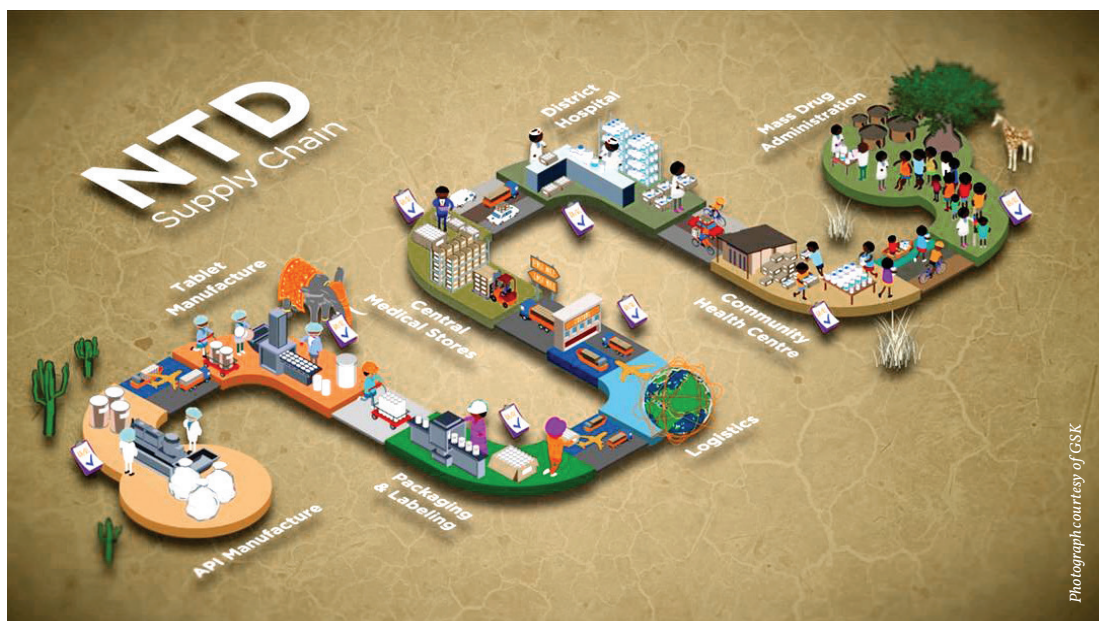 NTD
Supply Chain
API Manufacture
Tablet
Manufacture
Packaging
& Labeling
Logistics
Central
Medical Stores
District
Hospital
Community
Health Centre
Mass Drug
Administration
Photograph courtesy of GSK